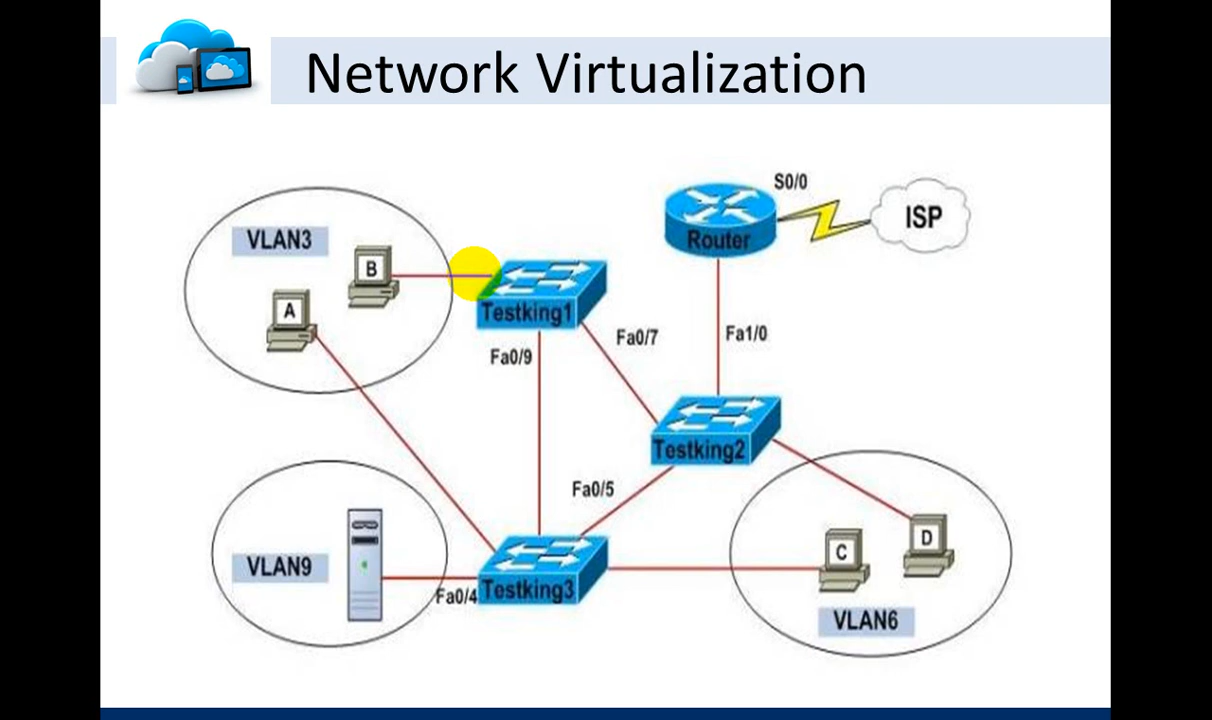 Network Virtualization
S0/0
ISP
Router
VLAN3
B
A
Testking1
Fa0/9
Fa0/7
Fa1/0
Testking2
Fa0/5
VLAN9
Fa0/4
Testking3
C
D
VLAN6